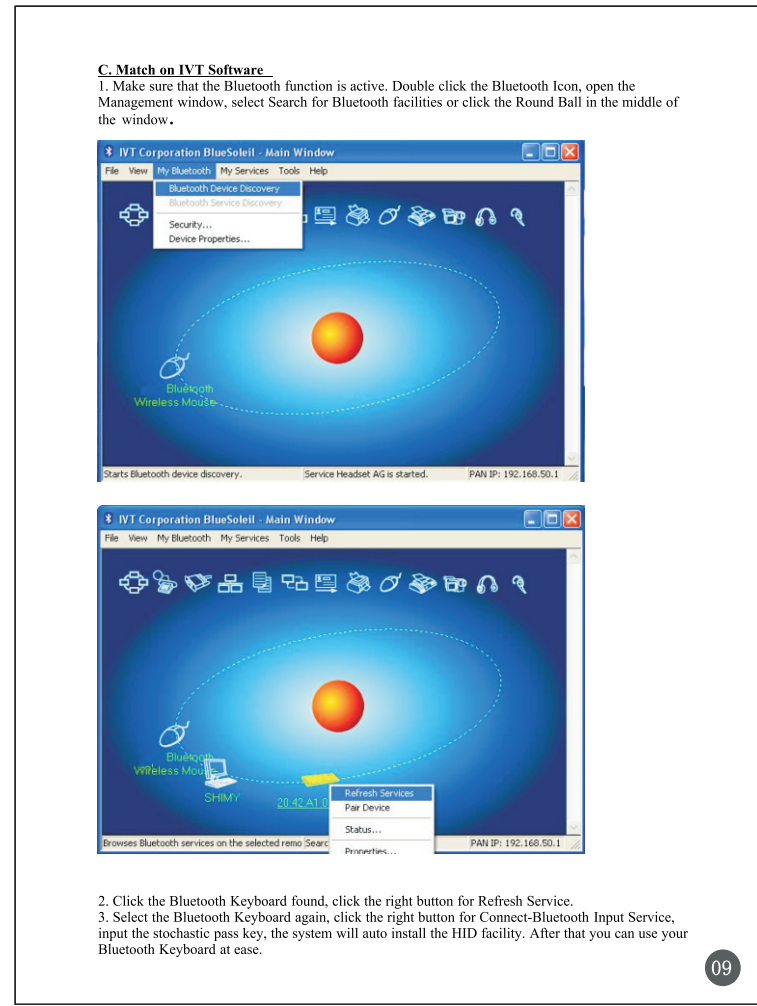 C. Match on IVT Software
1. Make sure that the Bluetooth function is active. Double click the Bluetooth Icon, open the
Management window, select Search for Bluetooth facilities or click the Round Ball in the middle of
the window.
IVT Corporation BlueSoleil - Main Window
File View My Bluetooth My Services Tools Help
Bluetooth Device Discovery
Bluetooth Service Discovery
Security...
Device Properties...
Bluetooth
Wireless Mouse
Starts Bluetooth device discovery. Service Headset AG is started. PAN IP: 192.168.50.1
IVT Corporation BlueSoleil - Main Window
File View My Bluetooth My Services Tools Help
Bluetooth
Wireless Mouse
SHIMY
20:42:A1:0
Refresh Services
Pair Device
Status...
Properties...
Browses Bluetooth services on the selected remo Searc PAN IP: 192.168.50.1
2. Click the Bluetooth Keyboard found, click the right button for Refresh Service.
3. Select the Bluetooth Keyboard again, click the right button for Connect-Bluetooth Input Service,
input the stochastic pass key, the system will auto install the HID facility. After that you can use your
Bluetooth Keyboard at ease.
09